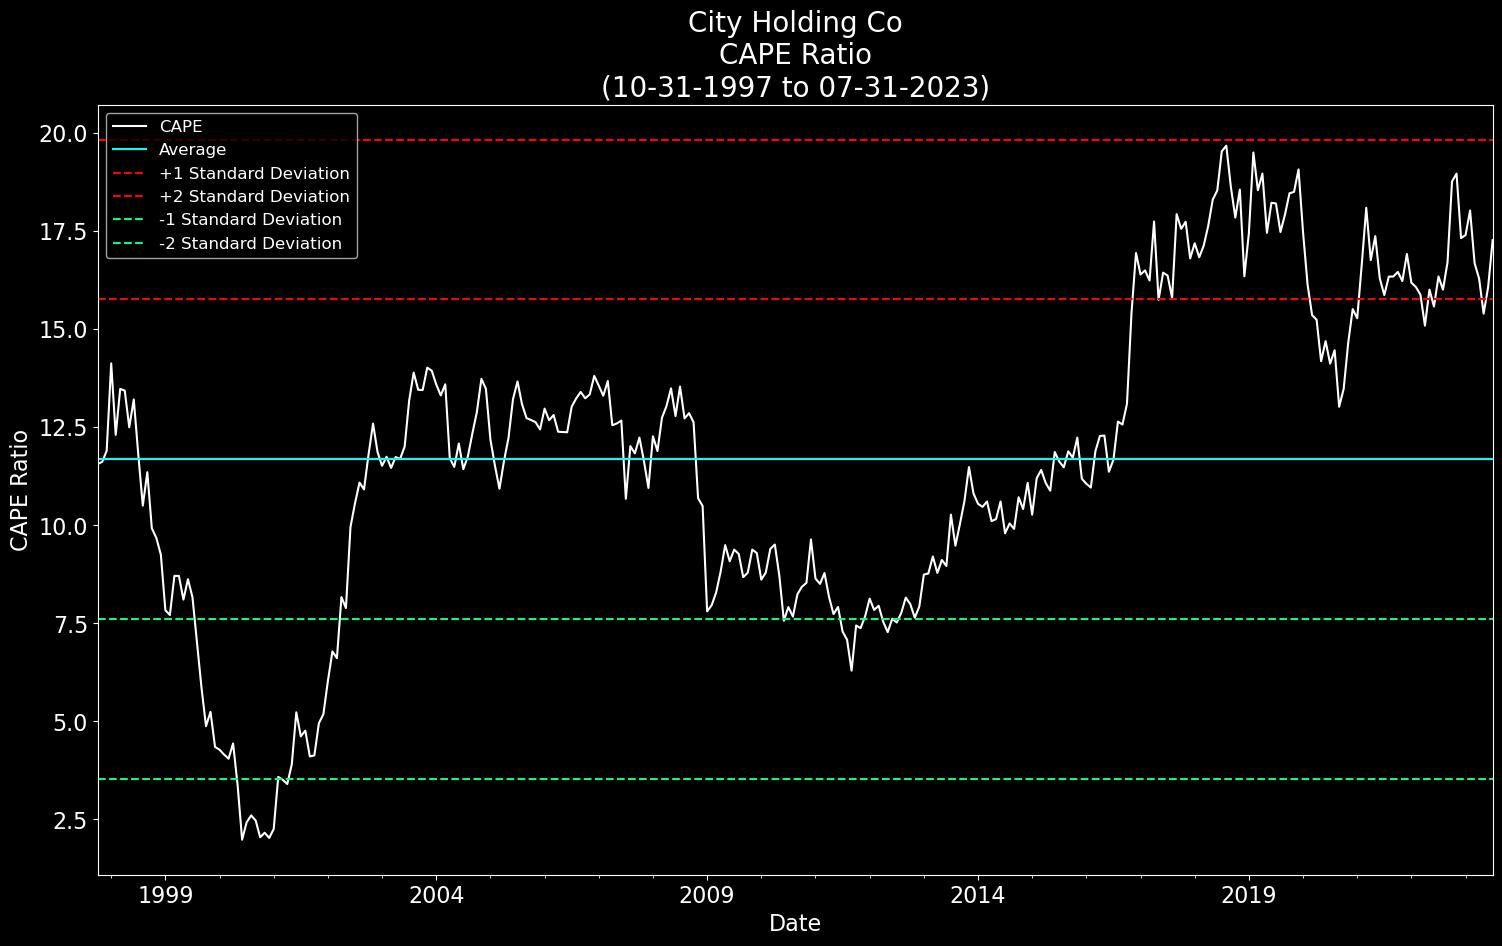 City Holding Co
CAPE Ratio
(10-31-1997 to 07-31-2023)
CAPE
Average
+1 Standard Deviation
+2 Standard Deviation
-1 Standard Deviation
-2 Standard Deviation
20.0
17.5
15.0
12.5
10.0
7.5
5.0
2.5
CAPE Ratio
1999 2004 2009 2014 2019
Date